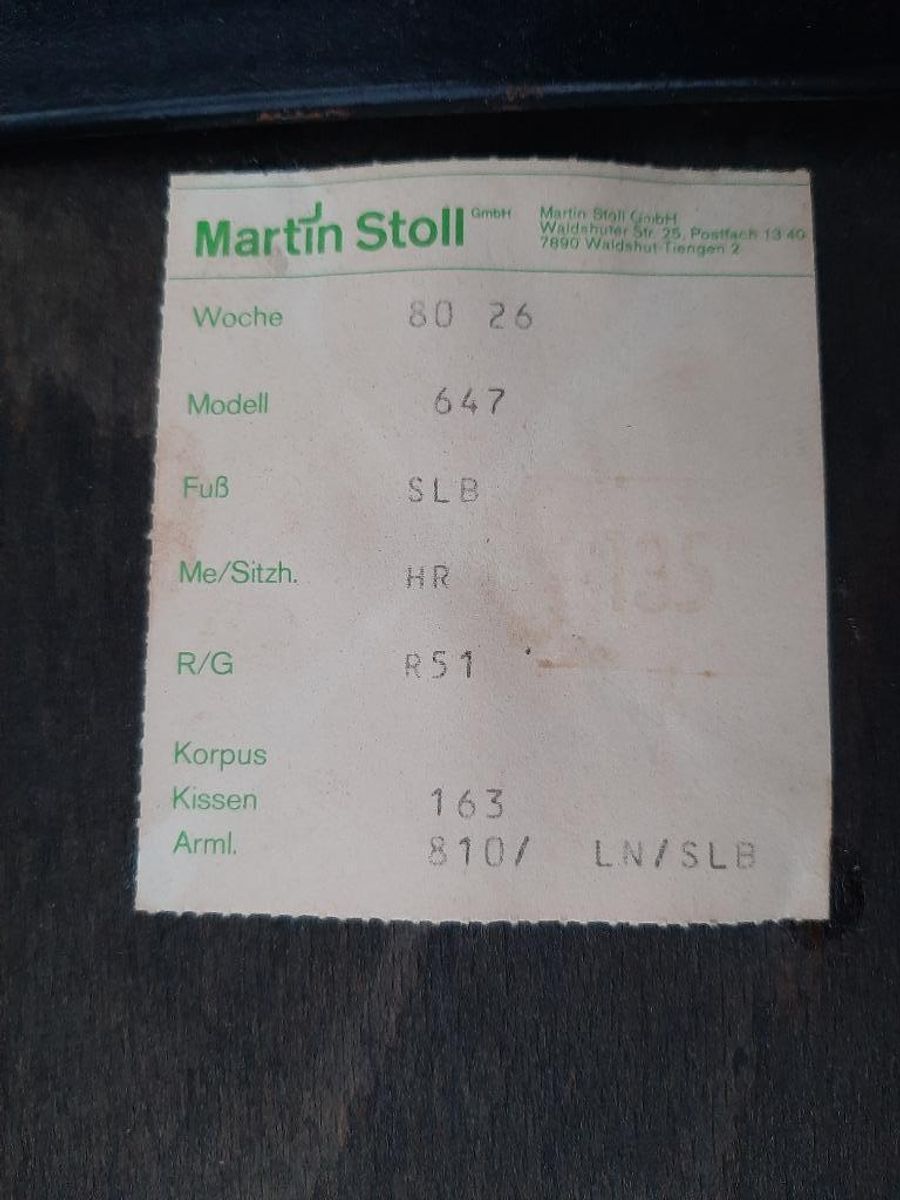 Martin Stoll GmbH
Martin Stoll GmbH
Waldshuter Str. 25, Postfach 13 40
7890 Waldshut-Tiengen 2
Woche 80 26
Modell 647
Fuß SLB
Me/Sitzh. HR
R/G R51
Korpus
Kissen 163
Arml. 810/ LN/SLB